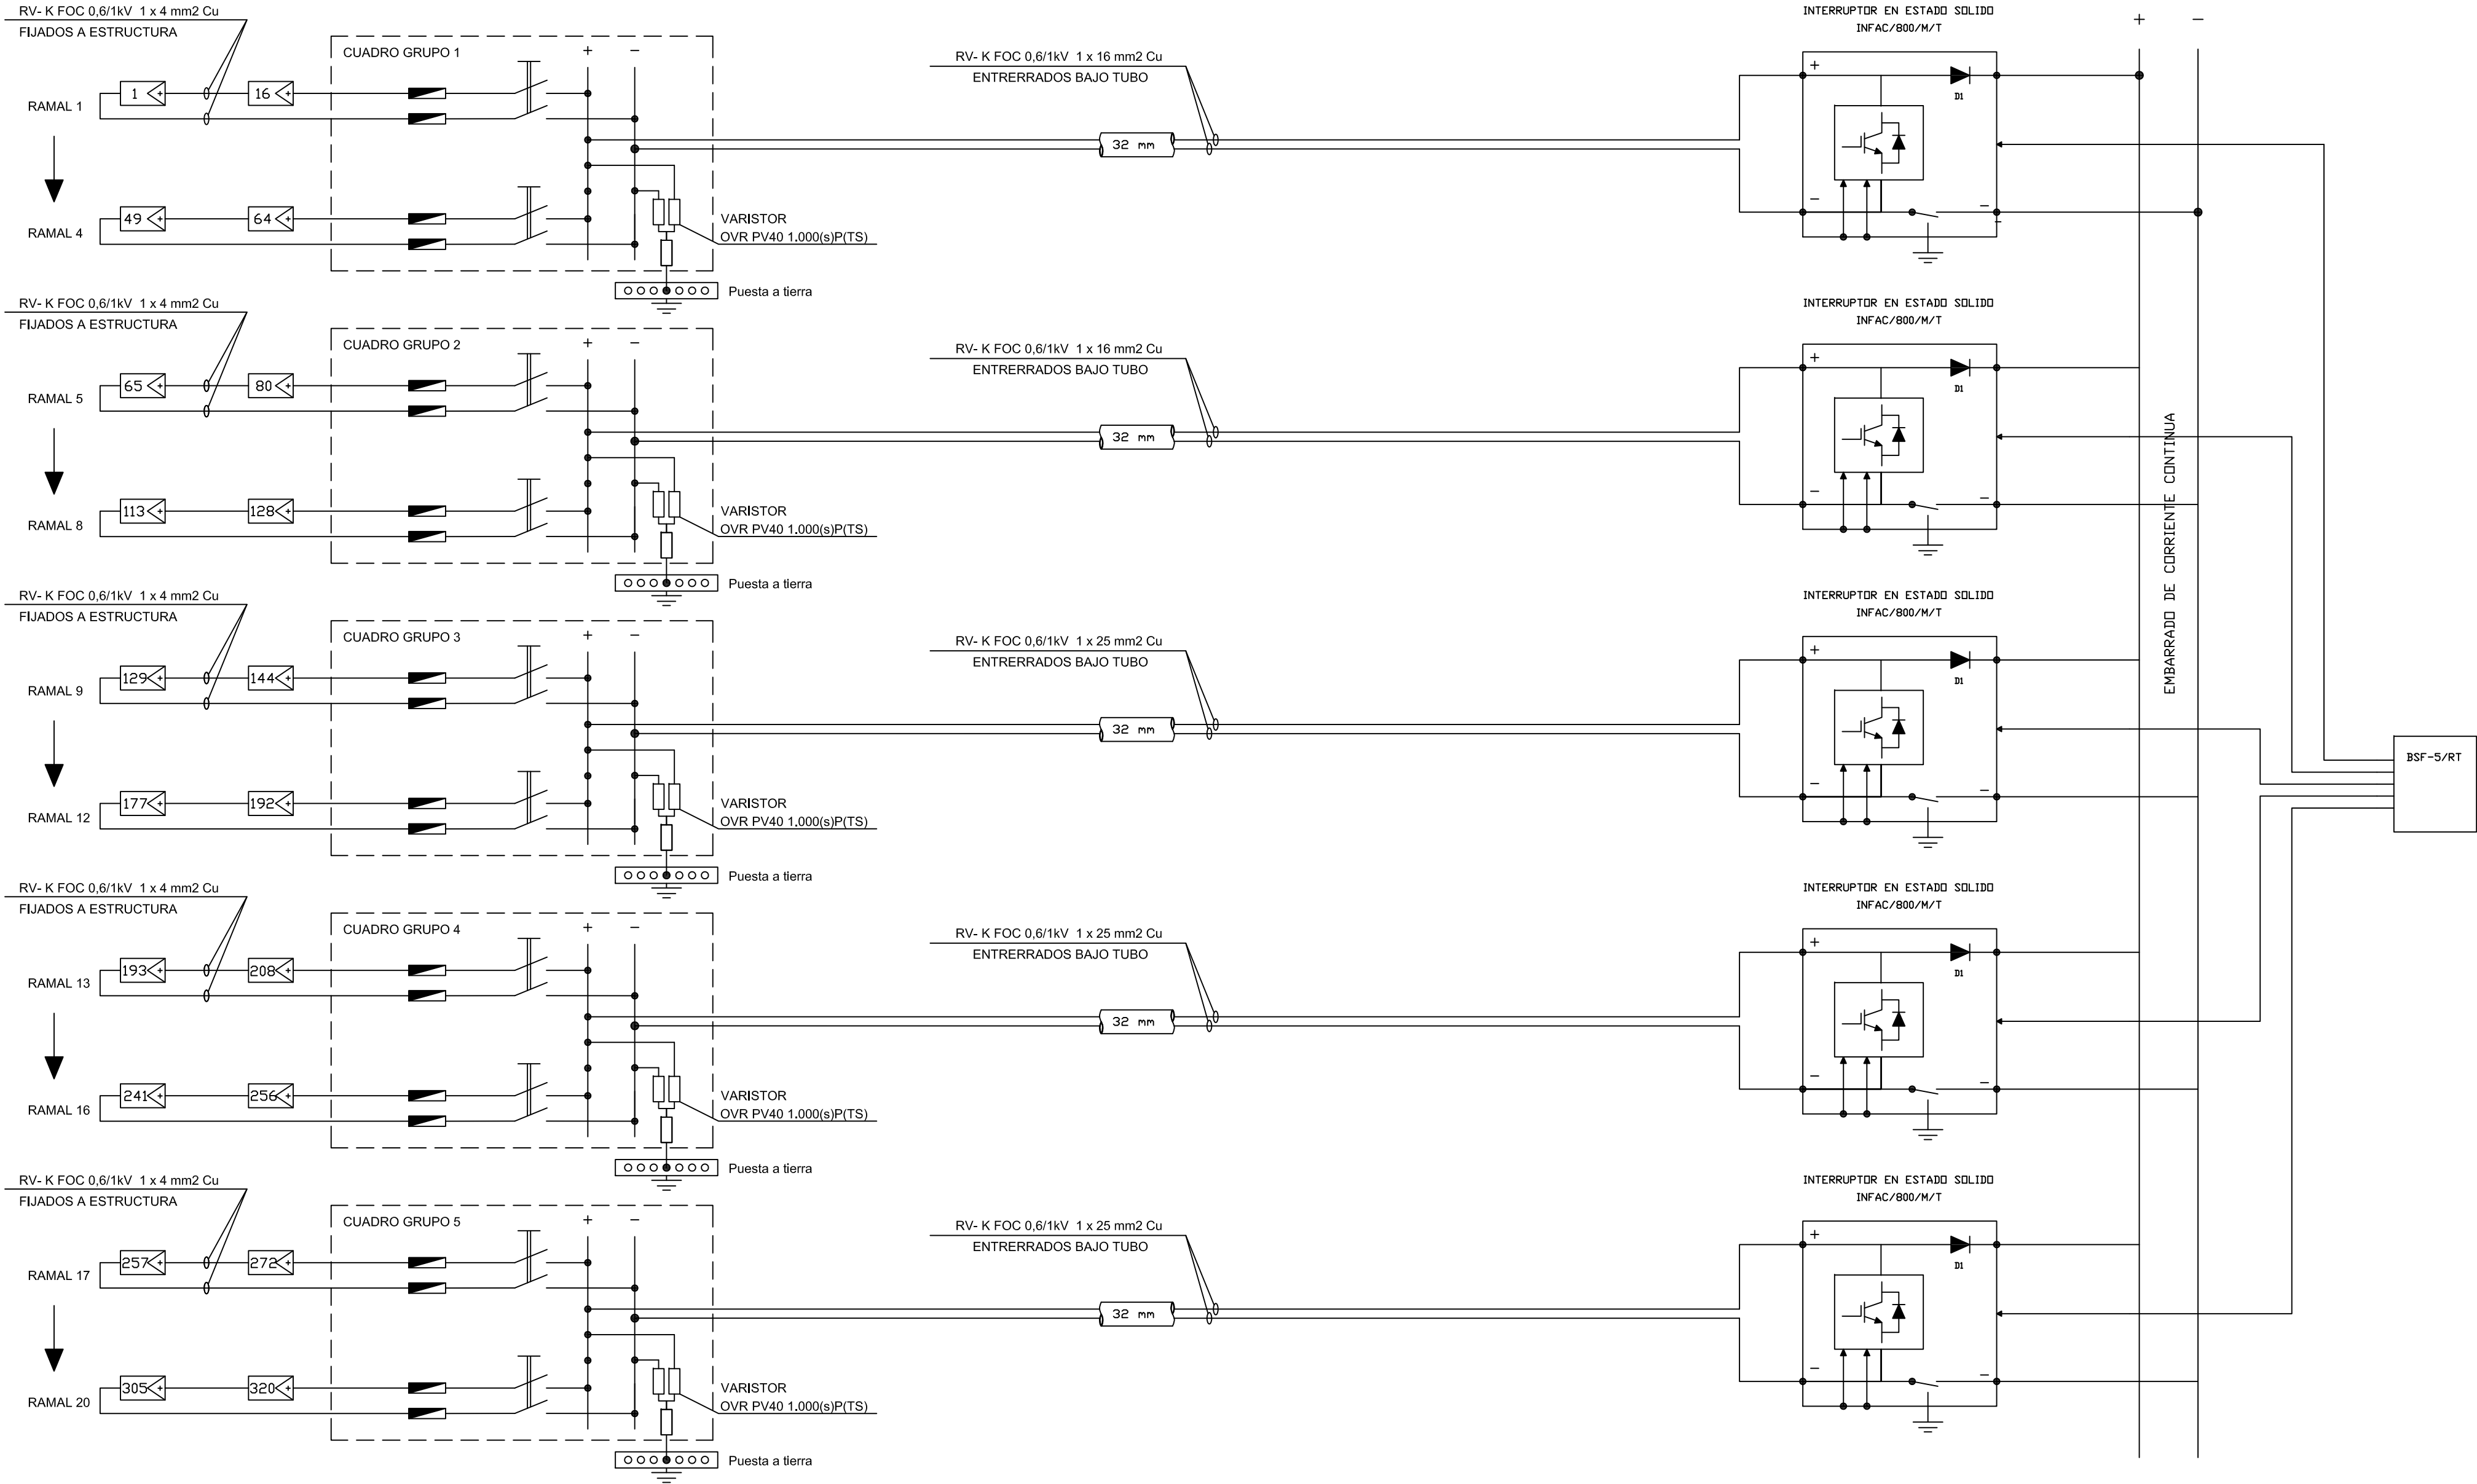 RV- K FOC 0,6/1kV 1 x 4 mm2 Cu
FIJADOS A ESTRUCTURA
RAMAL 1
1 +
16 +
RAMAL 4
49 +
64 +
CUADRO GRUPO 1
+ −
VARISTOR
OVR PV40 1.000(s)P(TS)
Puesta a tierra
RV- K FOC 0,6/1kV 1 x 16 mm2 Cu
ENTRERRADOS BAJO TUBO
32 mm
INTERRUPTOR EN ESTADO SOLIDO
INFAC/800/M/T
+
D1
− −
−
RV- K FOC 0,6/1kV 1 x 4 mm2 Cu
FIJADOS A ESTRUCTURA
RAMAL 5
65 +
80 +
RAMAL 8
113 +
128 +
CUADRO GRUPO 2
+ −
VARISTOR
OVR PV40 1.000(s)P(TS)
Puesta a tierra
RV- K FOC 0,6/1kV 1 x 16 mm2 Cu
ENTRERRADOS BAJO TUBO
32 mm
INTERRUPTOR EN ESTADO SOLIDO
INFAC/800/M/T
+
D1
− −
RV- K FOC 0,6/1kV 1 x 4 mm2 Cu
FIJADOS A ESTRUCTURA
RAMAL 9
129 +
144 +
RAMAL 12
177 +
192 +
CUADRO GRUPO 3
+ −
VARISTOR
OVR PV40 1.000(s)P(TS)
Puesta a tierra
RV- K FOC 0,6/1kV 1 x 25 mm2 Cu
ENTRERRADOS BAJO TUBO
32 mm
INTERRUPTOR EN ESTADO SOLIDO
INFAC/800/M/T
+
D1
− −
RV- K FOC 0,6/1kV 1 x 4 mm2 Cu
FIJADOS A ESTRUCTURA
RAMAL 13
193 +
208 +
RAMAL 16
241 +
256 +
CUADRO GRUPO 4
+ −
VARISTOR
OVR PV40 1.000(s)P(TS)
Puesta a tierra
RV- K FOC 0,6/1kV 1 x 25 mm2 Cu
ENTRERRADOS BAJO TUBO
32 mm
INTERRUPTOR EN ESTADO SOLIDO
INFAC/800/M/T
+
D1
− −
RV- K FOC 0,6/1kV 1 x 4 mm2 Cu
FIJADOS A ESTRUCTURA
RAMAL 17
257 +
272 +
RAMAL 20
305 +
320 +
CUADRO GRUPO 5
+ −
VARISTOR
OVR PV40 1.000(s)P(TS)
Puesta a tierra
RV- K FOC 0,6/1kV 1 x 25 mm2 Cu
ENTRERRADOS BAJO TUBO
32 mm
INTERRUPTOR EN ESTADO SOLIDO
INFAC/800/M/T
+
D1
− −
+ −
EMBARRADO DE CORRIENTE CONTINUA
BSF-5/RT